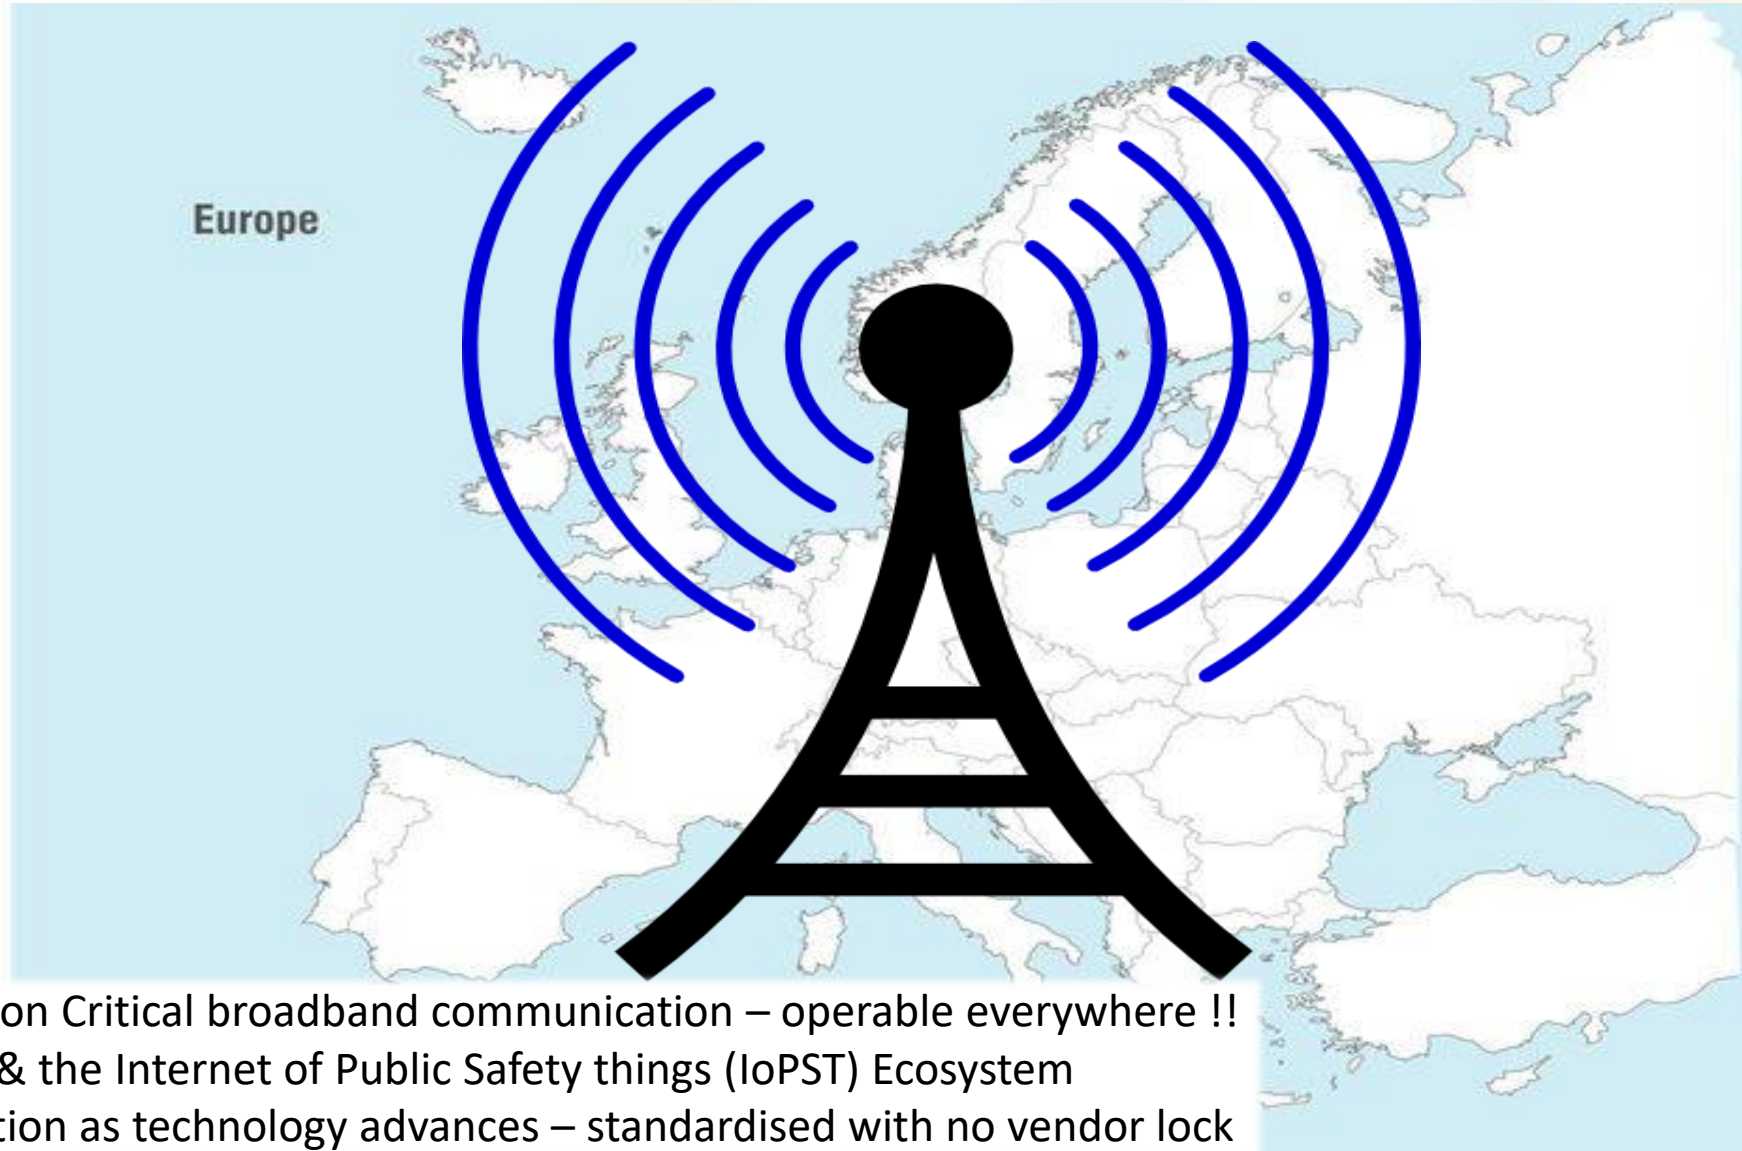 Europe
on Critical broadband communication – operable everywhere !!
& the Internet of Public Safety things (IoPST) Ecosystem
tion as technology advances – standardised with no vendor lock